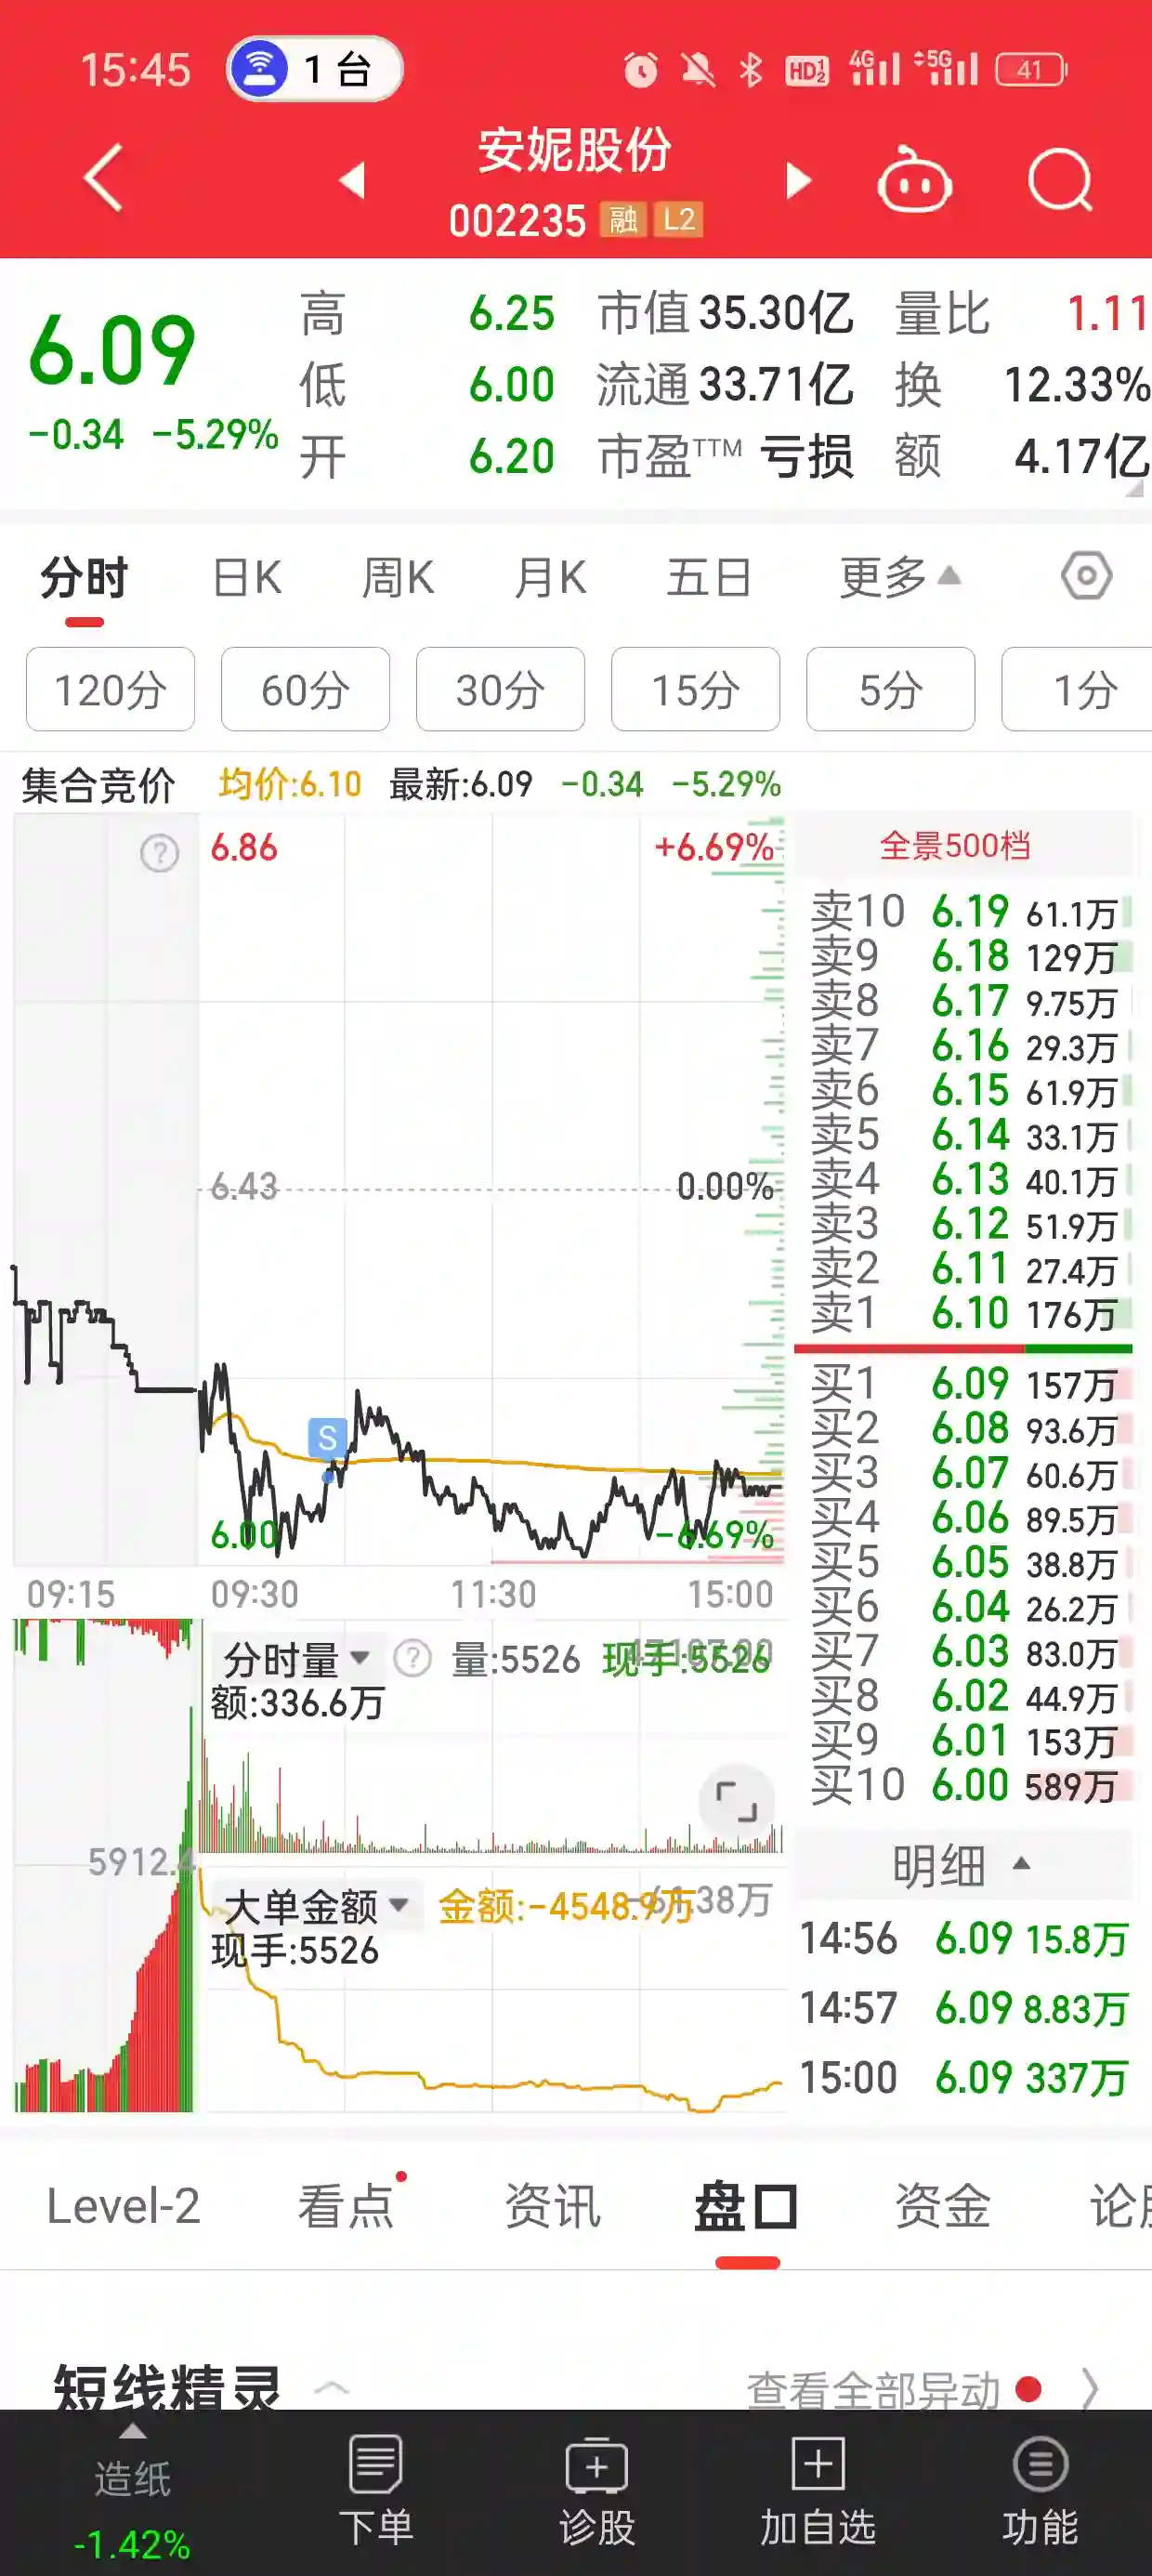 15:45 1 台 HD12 4G 5G 41
安妮股份
002235 融 L2
6.09
-0.34 -5.29%
高 6.25 市值 35.30亿 量比 1.11
低 6.00 流通 33.71亿 换 12.33%
开 6.20 市盈TTM 亏损 额 4.17亿
分时 日K 周K 月K 五日 更多
120分 60分 30分 15分 5分 1分
集合竞价 均价:6.10 最新:6.09 -0.34 -5.29%
6.86 +6.69%
6.43 0.00%
S
6.00 -6.69%
09:15 09:30 11:30 15:00
全景500档
卖10 6.19 61.1万
卖9 6.18 129万
卖8 6.17 9.75万
卖7 6.16 29.3万
卖6 6.15 61.9万
卖5 6.14 33.1万
卖4 6.13 40.1万
卖3 6.12 51.9万
卖2 6.11 27.4万
卖1 6.10 176万
买1 6.09 157万
买2 6.08 93.6万
买3 6.07 60.6万
买4 6.06 89.5万
买5 6.05 38.8万
买6 6.04 26.2万
买7 6.03 83.0万
买8 6.02 44.9万
买9 6.01 153万
买10 6.00 589万
分时量 ? 量:5526 现手:5526
额:336.6万
5912.4
大单金额 金额:-4548.9万
现手:5526
明细
14:56 6.09 15.8万
14:57 6.09 8.83万
15:00 6.09 337万
Level-2 看点 资讯 盘口 资金 论
短线精灵 查看全部异动
造纸
-1.42%
下单 诊股 加自选 功能